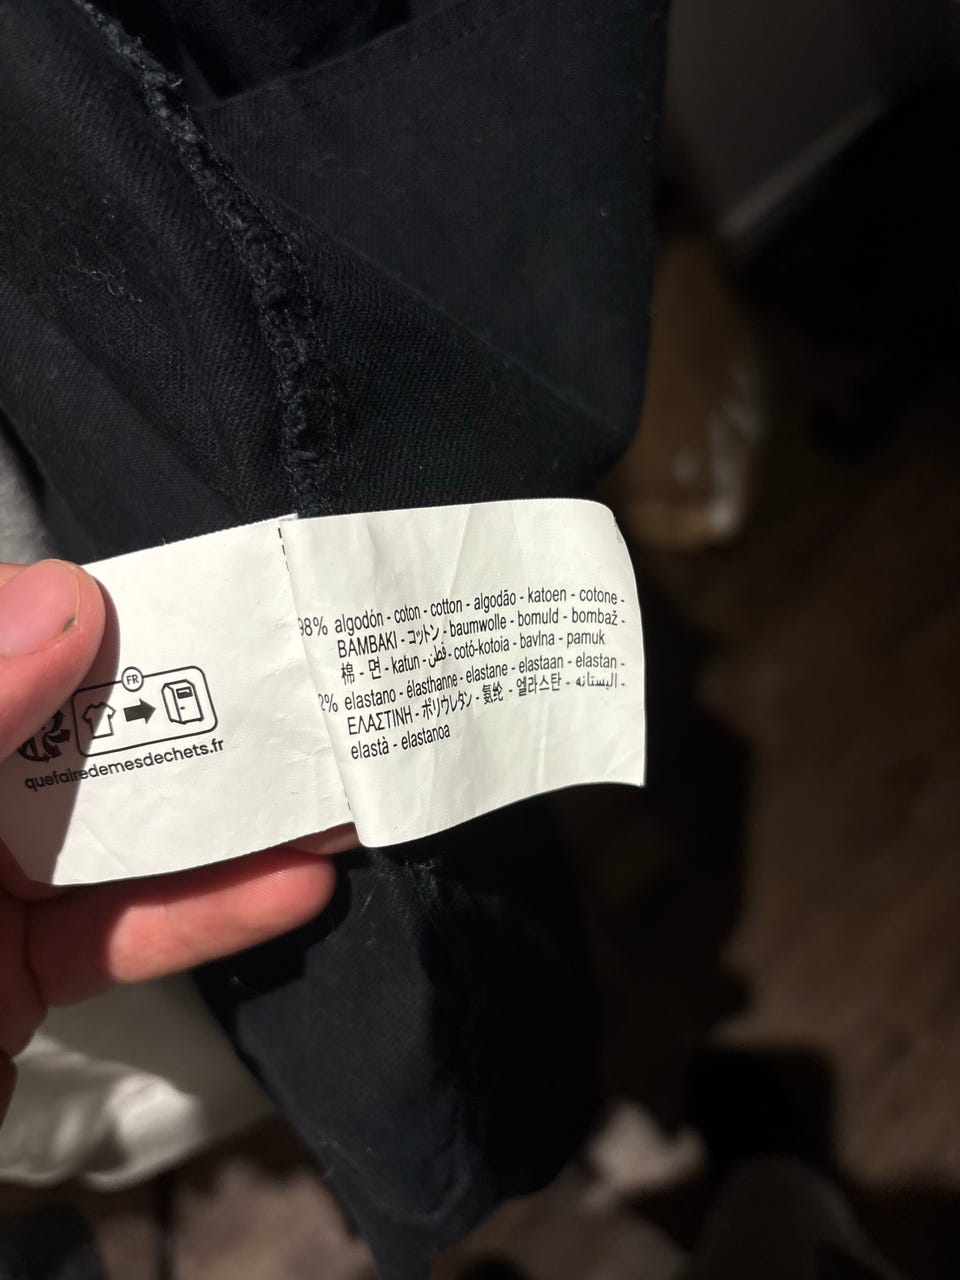 FR
quefairedemesdechets.fr
98% algodón - coton - cotton - algodão - katoen - cotone -
BAMBAKI - コットン - baumwolle - bomuld - bombaž -
棉 - 면 - katun - قطن - cotó-kotoia - bavlna - pamuk
2% elastano - élasthanne - elastane - elastaan - elastan -
ΕΛΑΣΤΙΝΗ - ポリウレタン - 氨纶 - 엘라스탄 - اليستانه -
elastà - elastanoa